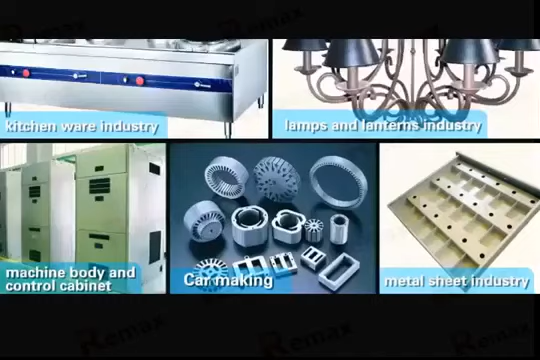 Remax
kitchen ware industry
lamps and lanterns industry
machine body and
control cabinet
Car making
metal sheet industry
Remax